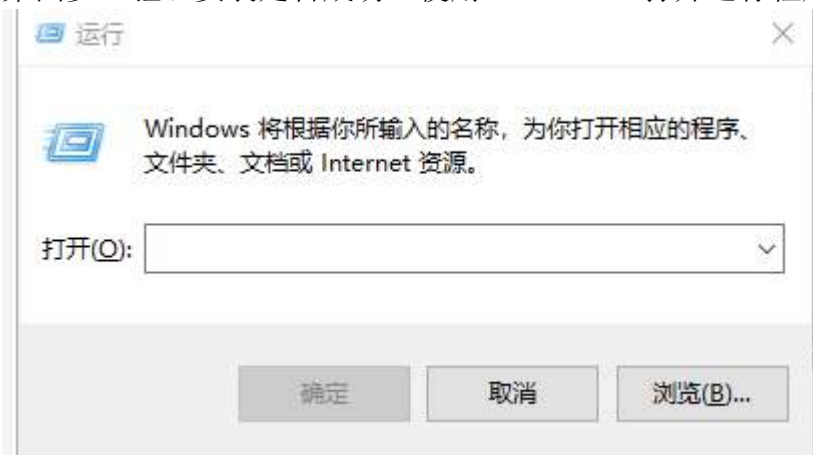 运行
Windows 将根据你所输入的名称，为你打开相应的程序、
文件夹、文档或 Internet 资源。
打开(O):
确定
取消
浏览(B)...